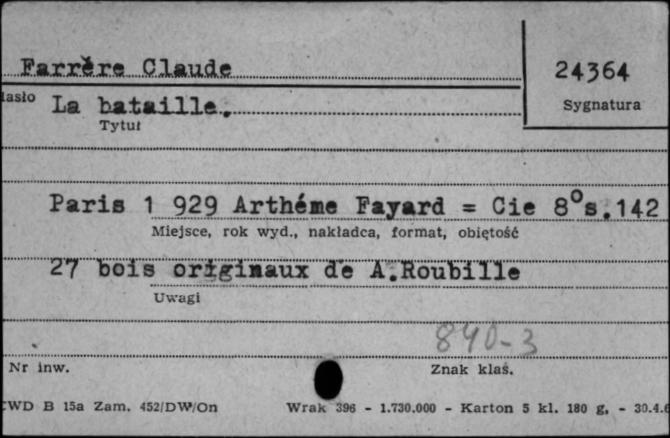 Farrère Claude
24364
Sygnatura
Hasło La bataille.
Tytuł
Paris 1 929 Arthéme Fayard = Cie 8°s.142
Miejsce, rok wyd., nakładca, format, obiętość
27 bois originaux de A.Roubille
Uwagi
840-3
Nr inw.
Znak klas.
CWD B 15a Zam. 452/DW/On Wrak 396 - 1.730.000 - Karton 5 kl. 180 g. - 30.4.6